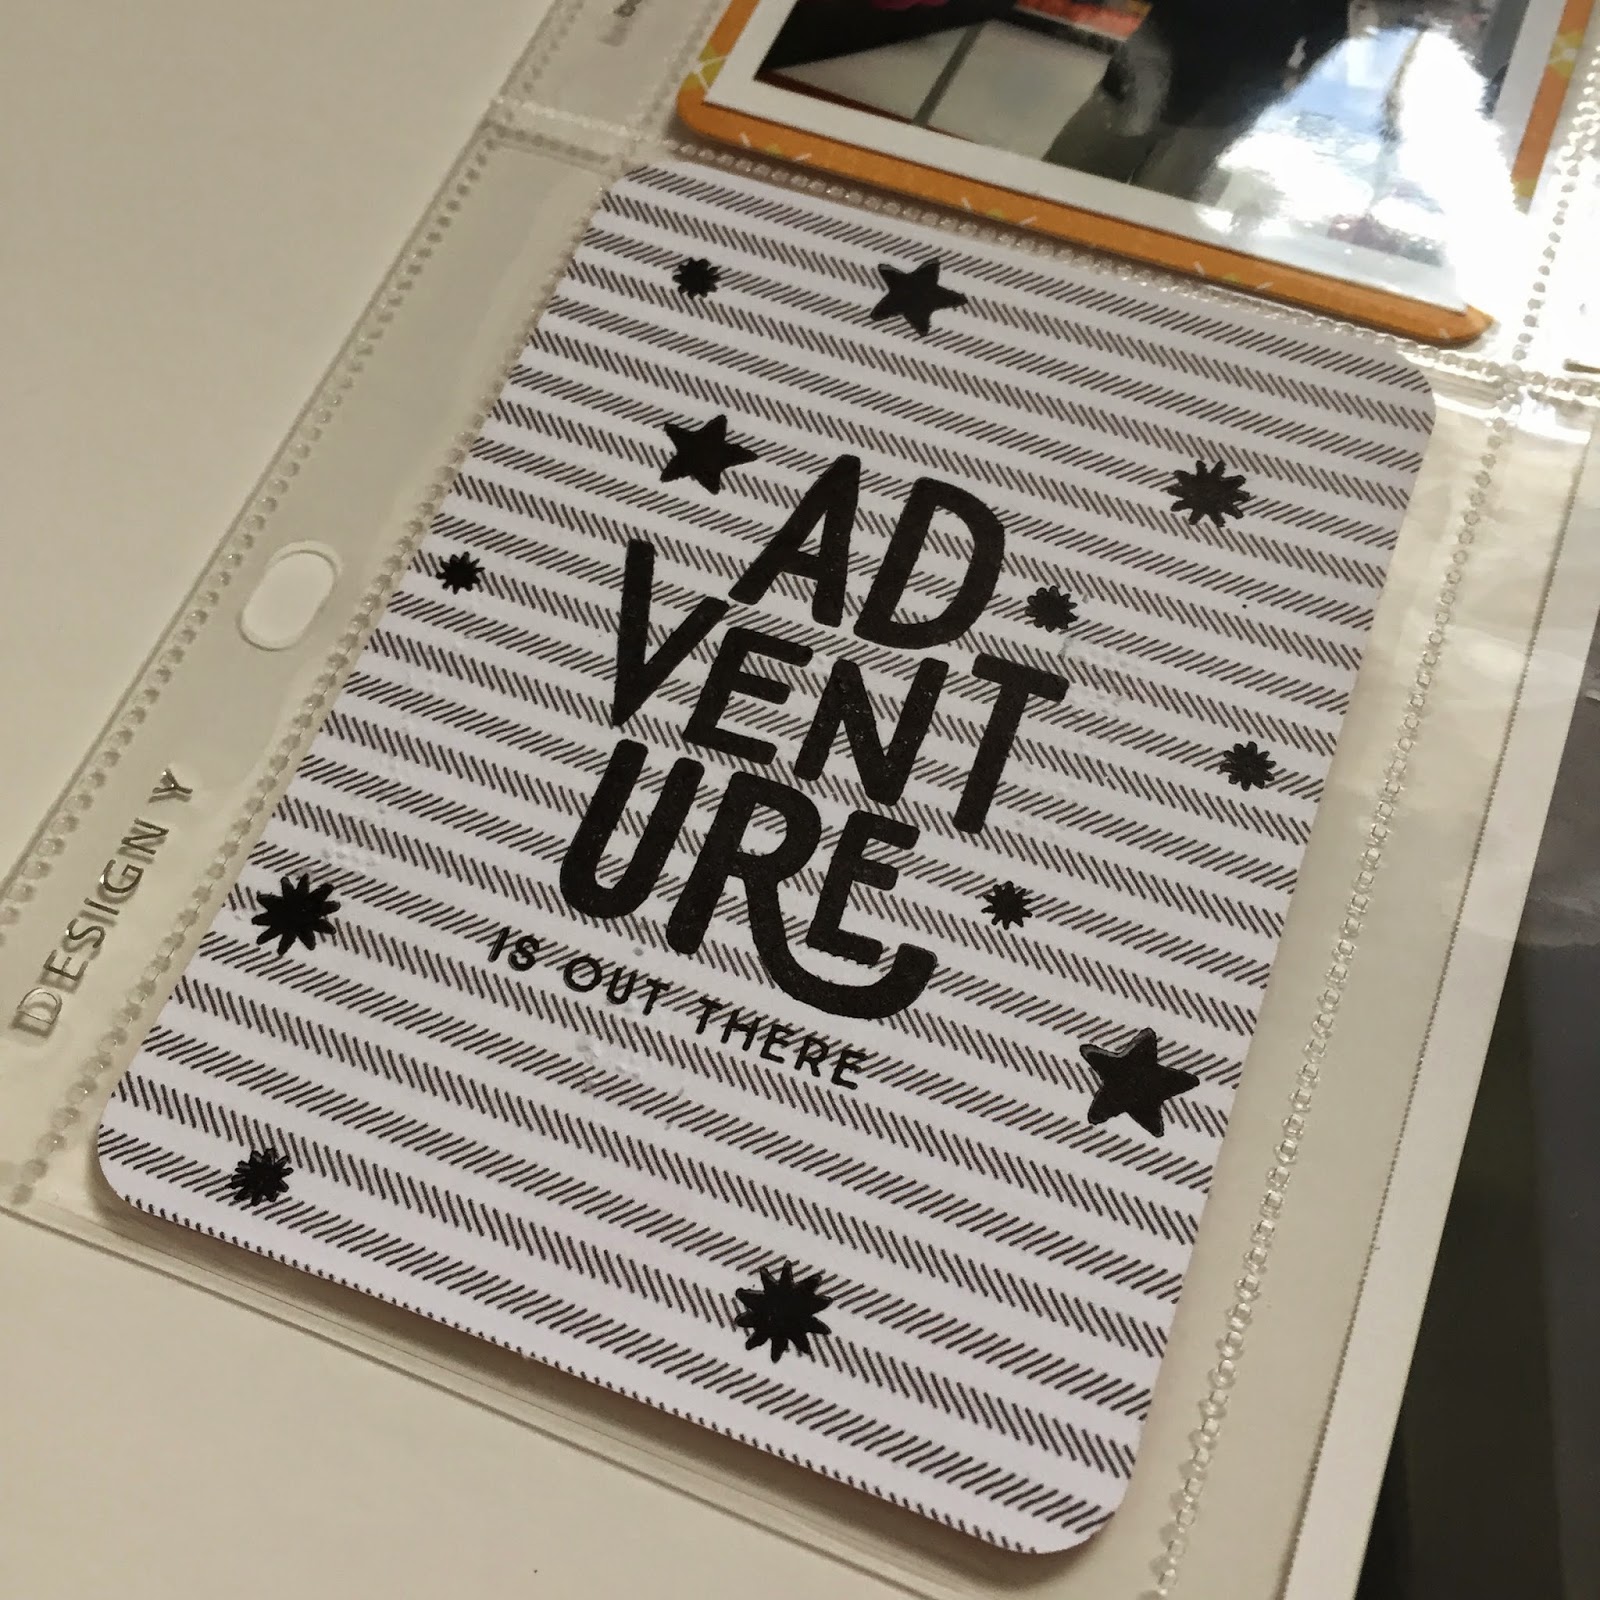 AD
VENT
URE
IS OUT THERE
DESIGN Y